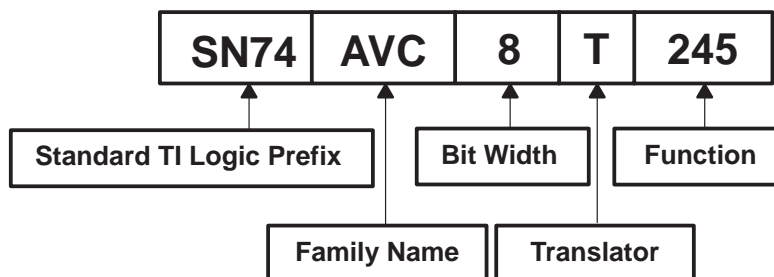 SN74 AVC 8 T 245
Standard TI Logic Prefix Bit Width Function
Family Name Translator